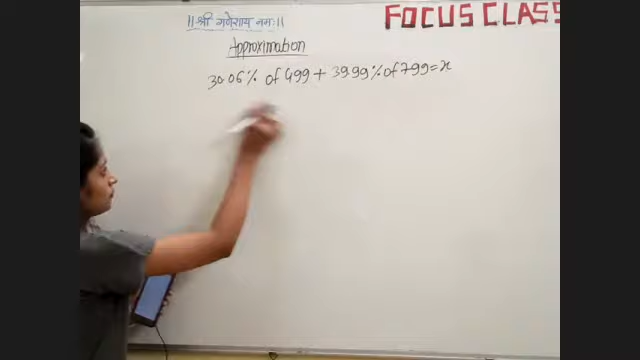 ॥ श्री गणेशाय नमः॥
FOCUS CLASS
Approximation
30.06% of 499 + 39.99% of 799 = x